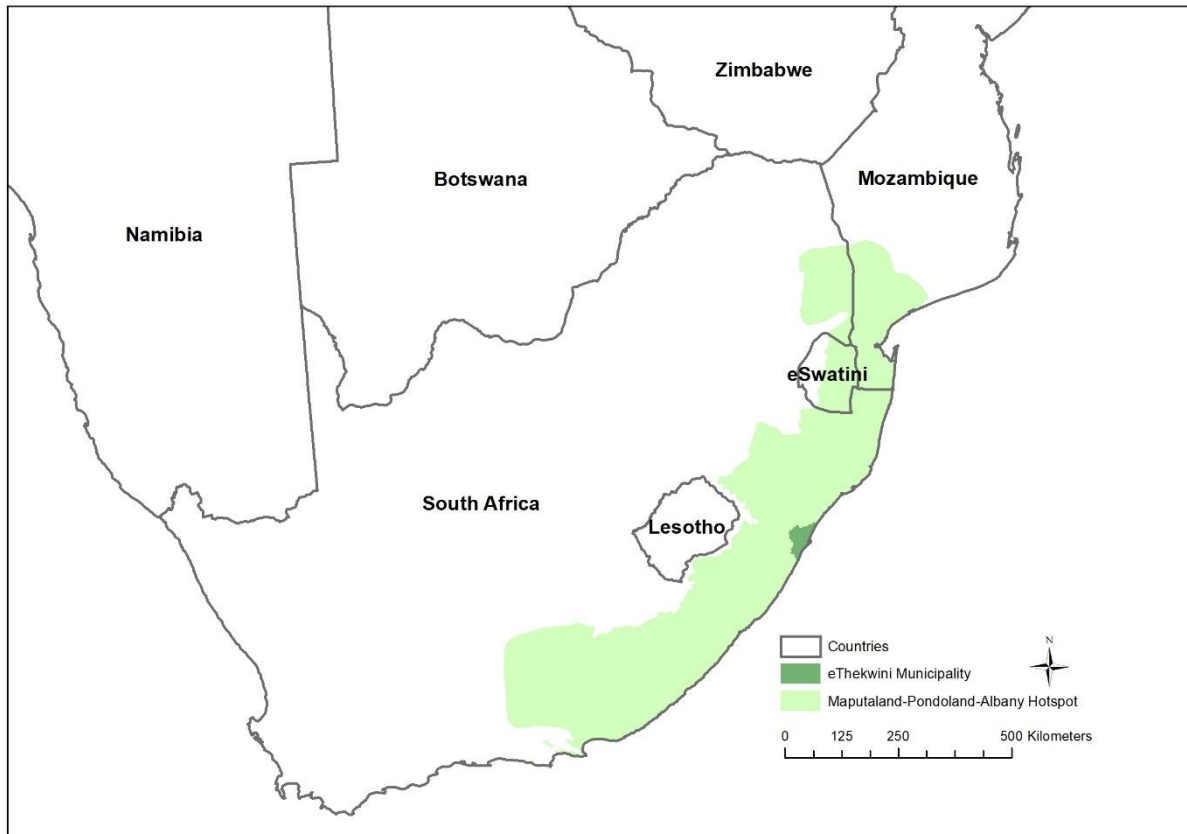 Zimbabwe
Mozambique
Botswana
Namibia
eSwatini
South Africa
Lesotho
N
Countries
eThekwini Municipality
Maputaland-Pondoland-Albany Hotspot
0 125 250 500 Kilometers